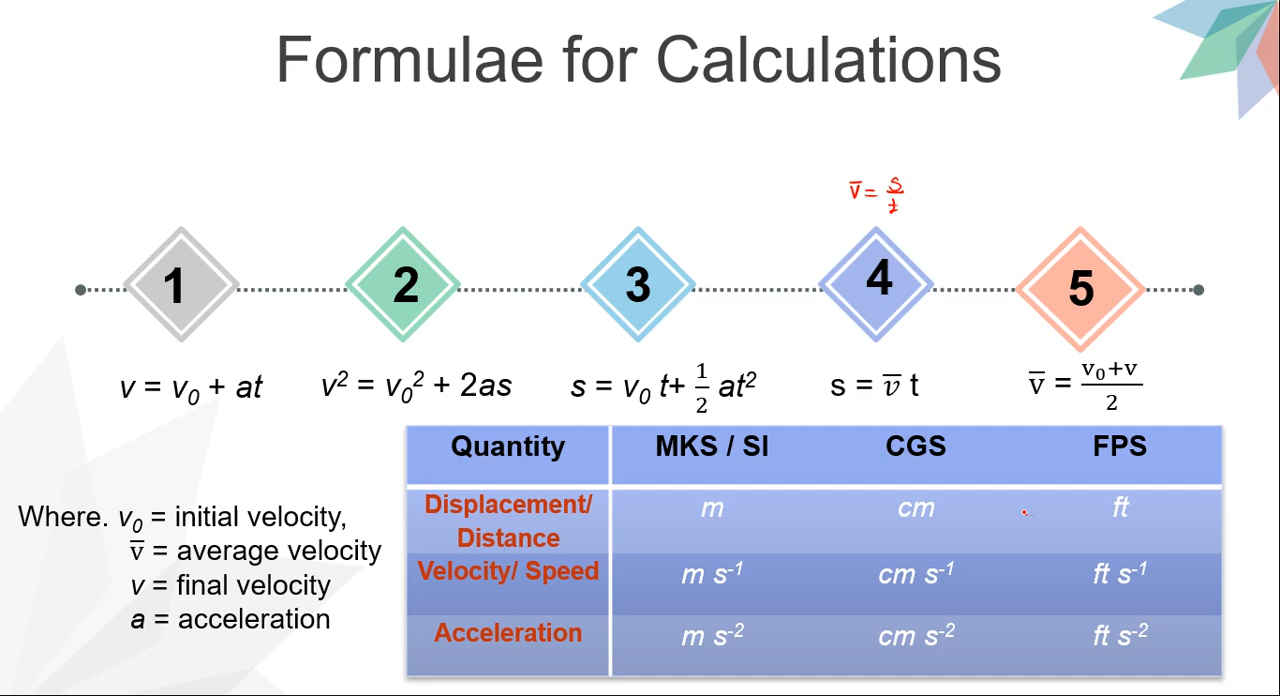 Formulae for Calculations
v̅ = s/t
1 2 3 4 5
v = v₀ + at
v² = v₀² + 2as
s = v₀ t+ 1/2 at²
s = v̅ t
v̅ = v₀+v/2
Quantity MKS / SI CGS FPS
Displacement/ Distance m cm ft
Velocity/ Speed m s⁻¹ cm s⁻¹ ft s⁻¹
Acceleration m s⁻² cm s⁻² ft s⁻²
Where. v₀ = initial velocity,
v̅ = average velocity
v = final velocity
a = acceleration